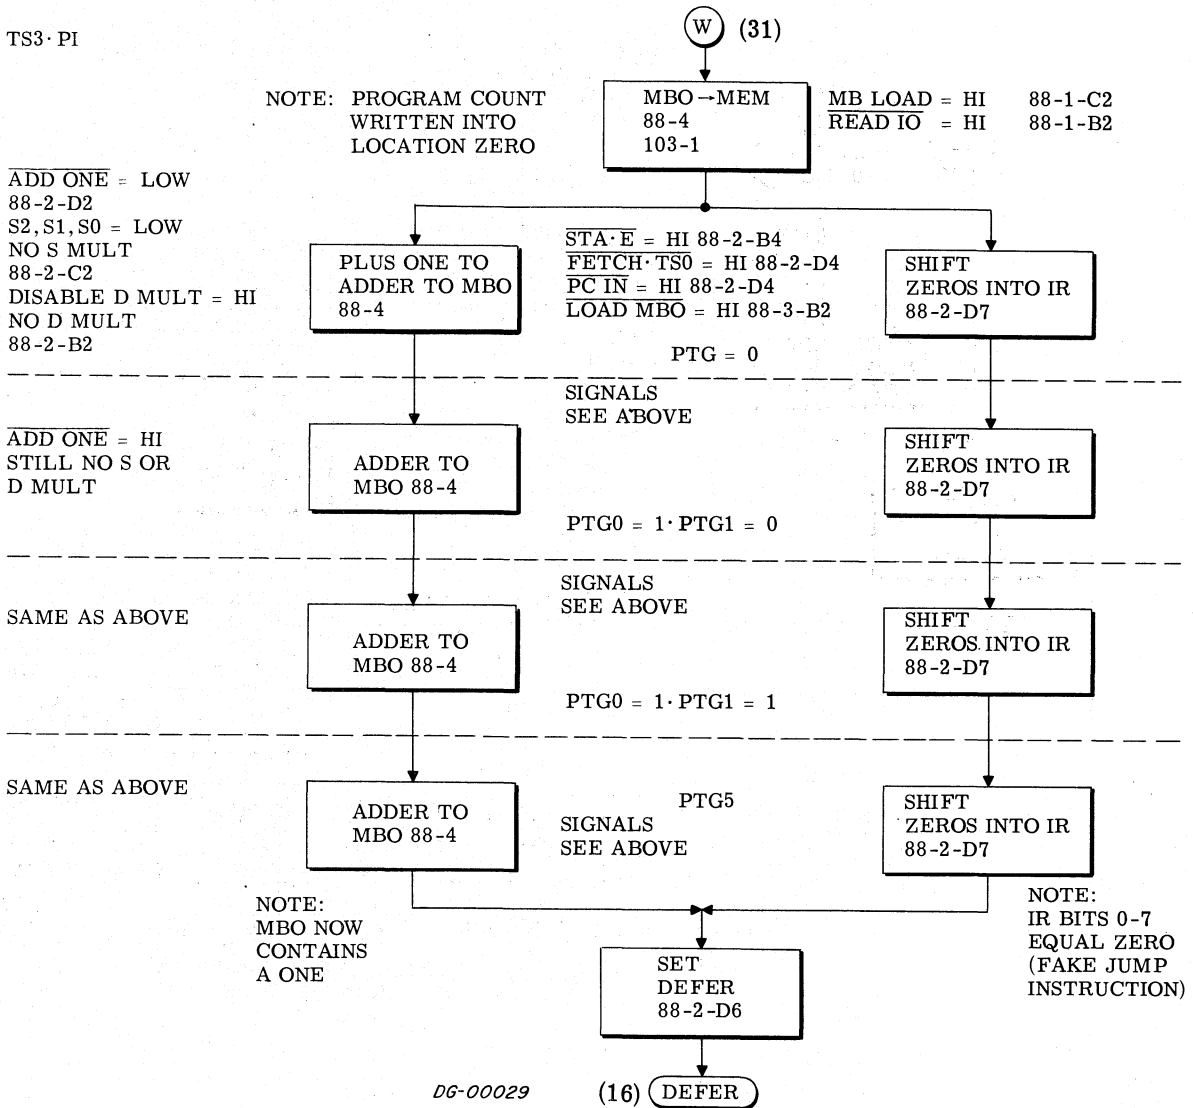 TS3·PI
W (31)
NOTE: PROGRAM COUNT
WRITTEN INTO
LOCATION ZERO
MBO→MEM
88-4
103-1
MB LOAD = HI 88-1-C2
READ IO = HI 88-1-B2
ADD ONE = LOW
88-2-D2
S2, S1, S0 = LOW
NO S MULT
88-2-C2
DISABLE D MULT = HI
NO D MULT
88-2-B2
PLUS ONE TO
ADDER TO MBO
88-4
STA·E = HI 88-2-B4
FETCH·TS0 = HI 88-2-D4
PC IN = HI 88-2-D4
LOAD MBO = HI 88-3-B2
PTG = 0
SHIFT
ZEROS INTO IR
88-2-D7
ADD ONE = HI
STILL NO S OR
D MULT
ADDER TO
MBO 88-4
SIGNALS
SEE ABOVE
PTG0 = 1·PTG1 = 0
SHIFT
ZEROS INTO IR
88-2-D7
SAME AS ABOVE
ADDER TO
MBO 88-4
SIGNALS
SEE ABOVE
PTG0 = 1·PTG1 = 1
SHIFT
ZEROS INTO IR
88-2-D7
SAME AS ABOVE
ADDER TO
MBO 88-4
PTG5
SIGNALS
SEE ABOVE
SHIFT
ZEROS INTO IR
88-2-D7
NOTE:
MBO NOW
CONTAINS
A ONE
NOTE:
IR BITS 0-7
EQUAL ZERO
(FAKE JUMP
INSTRUCTION)
SET
DEFER
88-2-D6
DG-00029
(16) DEFER